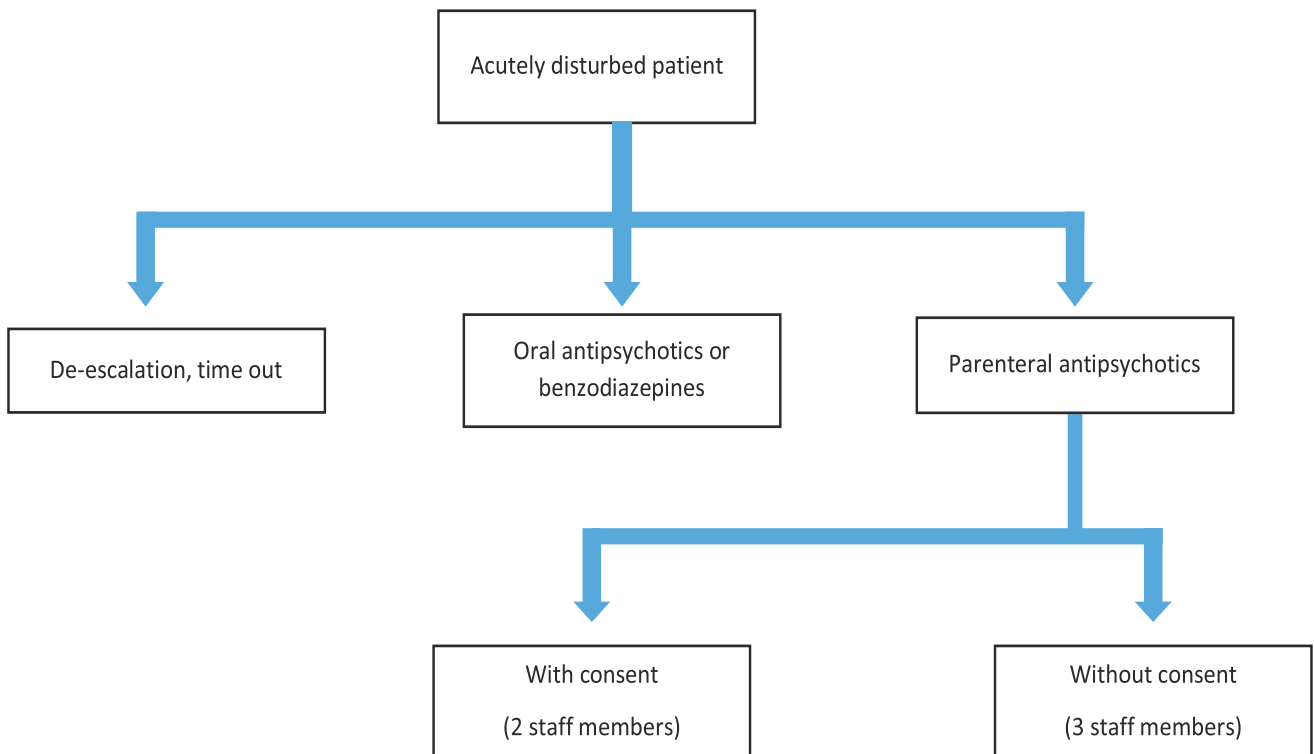 Acutely disturbed patient
De-escalation, time out
Oral antipsychotics or
benzodiazepines
Parenteral antipsychotics
With consent
(2 staff members)
Without consent
(3 staff members)